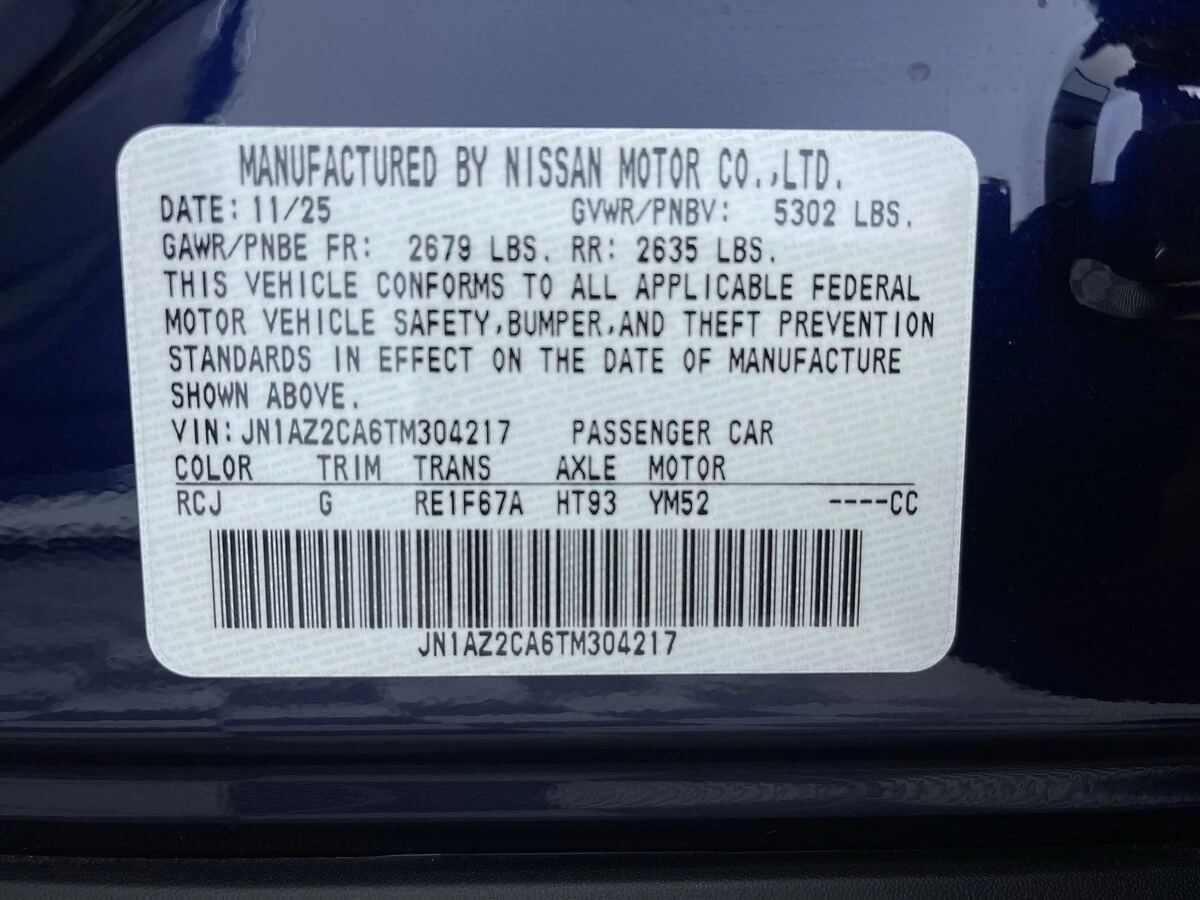 MANUFACTURED BY NISSAN MOTOR CO.,LTD.
DATE: 11/25 GVWR/PNBV: 5302 LBS.
GAWR/PNBE FR: 2679 LBS. RR: 2635 LBS.
THIS VEHICLE CONFORMS TO ALL APPLICABLE FEDERAL
MOTOR VEHICLE SAFETY,BUMPER,AND THEFT PREVENTION
STANDARDS IN EFFECT ON THE DATE OF MANUFACTURE
SHOWN ABOVE.
VIN:JN1AZ2CA6TM304217 PASSENGER CAR
COLOR TRIM TRANS AXLE MOTOR
RCJ G RE1F67A HT93 YM52 ----CC
JN1AZ2CA6TM304217